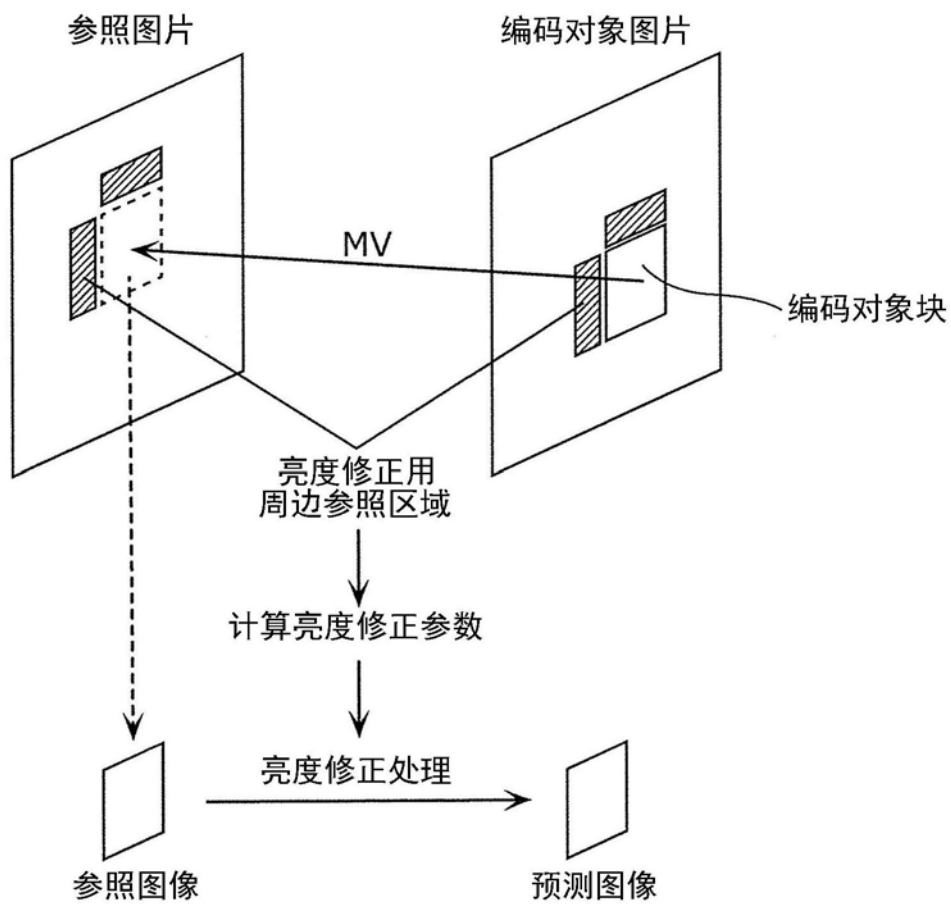 参照图片
编码对象图片
MV
编码对象块
亮度修正用
周边参照区域
计算亮度修正参数
亮度修正处理
参照图像
预测图像